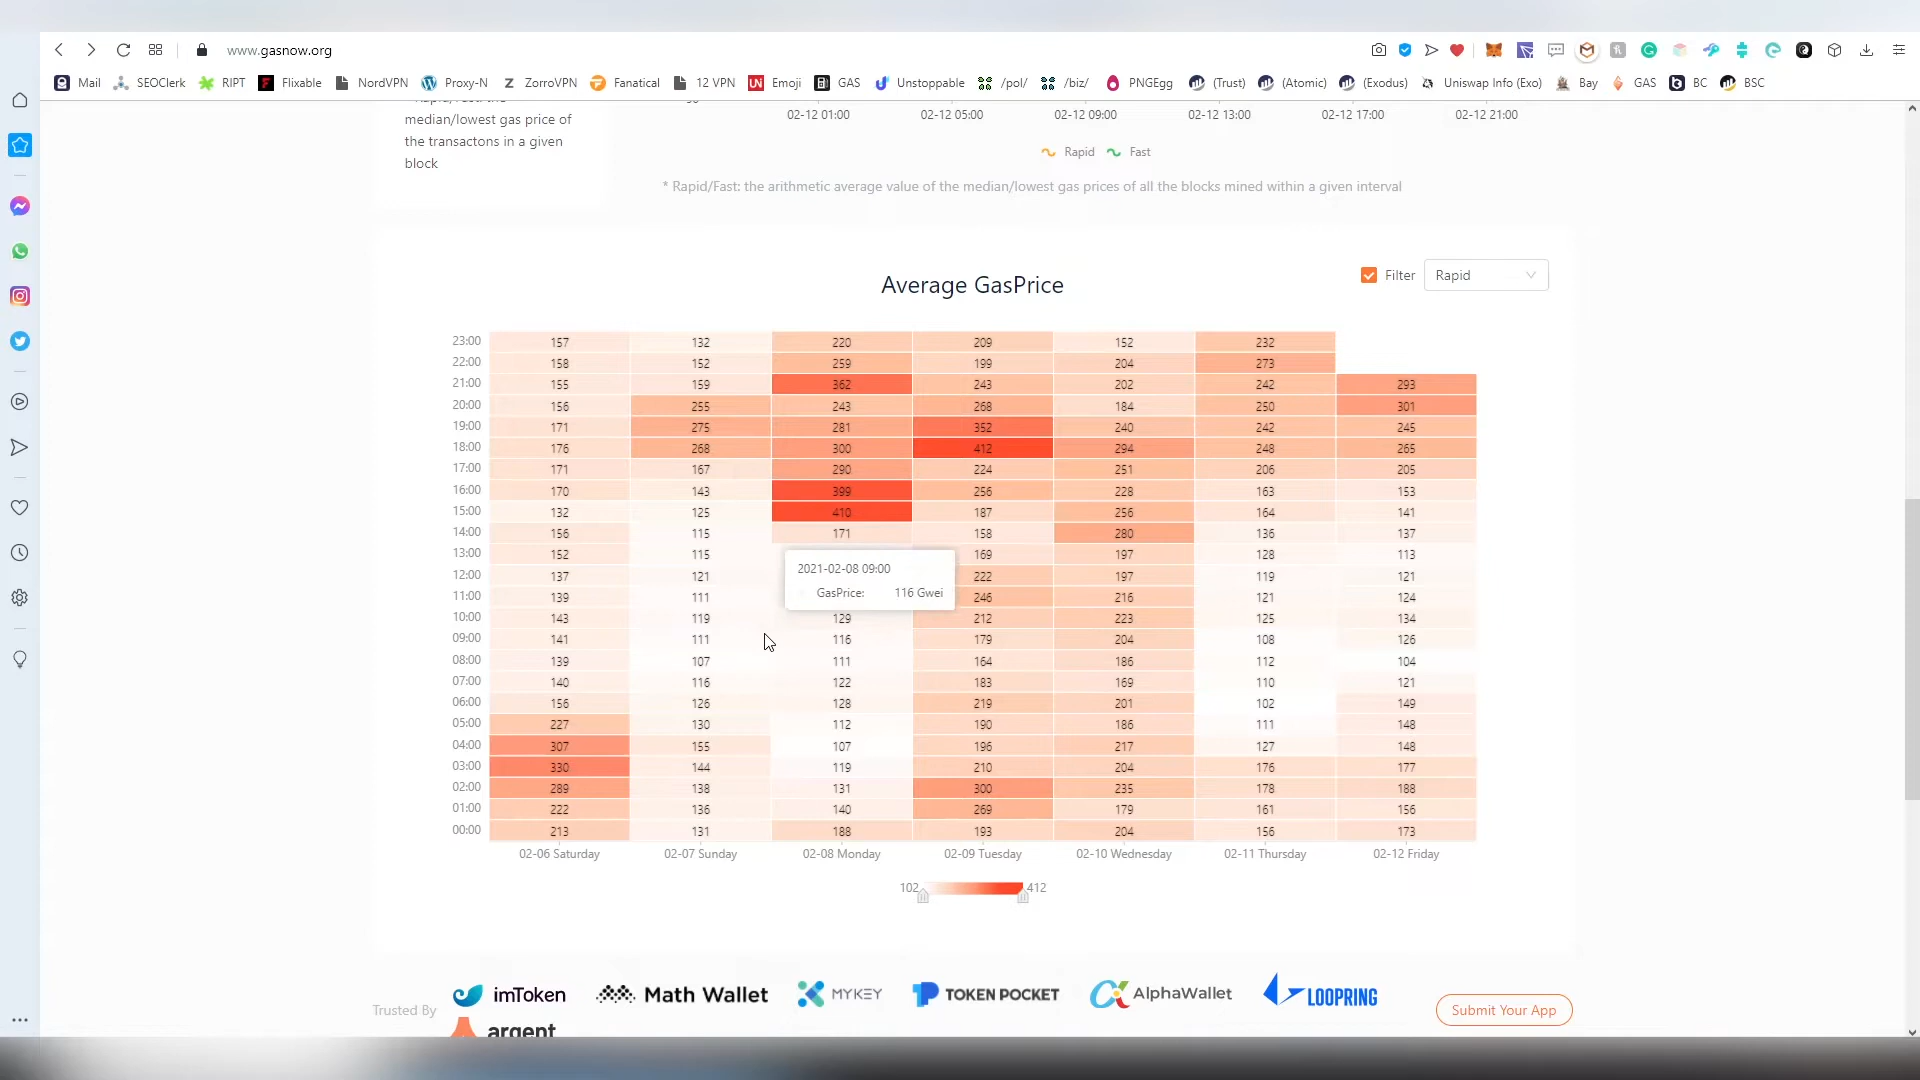 www.gasnow.org
Mail SEOClerk RIPT Flixable NordVPN Proxy-N ZorroVPN Fanatical 12 VPN Emoji GAS Unstoppable /pol/ /biz/ PNGEgg (Trust) (Atomic) (Exodus) Uniswap Info (Exo) Bay GAS BC BSC
median/lowest gas price of
the transactons in a given
block
02-12 01:00 02-12 05:00 02-12 09:00 02-12 13:00 02-12 17:00 02-12 21:00
Rapid Fast
* Rapid/Fast: the arithmetic average value of the median/lowest gas prices of all the blocks mined within a given interval
Average GasPrice
Filter Rapid
23:00 157 132 220 209 152 232
22:00 158 152 259 199 204 273
21:00 155 159 362 243 202 242 293
20:00 156 255 243 268 184 250 301
19:00 171 275 281 352 240 242 245
18:00 176 268 300 412 294 248 265
17:00 171 167 290 224 251 206 205
16:00 170 143 399 256 228 163 153
15:00 132 125 410 187 256 164 141
14:00 156 115 171 158 280 136 137
13:00 152 115 169 197 128 113
12:00 137 121 222 197 119 121
11:00 139 111 246 216 121 124
2021-02-08 09:00
GasPrice: 116 Gwei
10:00 143 119 129 212 223 125 134
09:00 141 111 116 179 204 108 126
08:00 139 107 111 164 186 112 104
07:00 140 116 122 183 169 110 121
06:00 156 126 128 219 201 102 149
05:00 227 130 112 190 186 111 148
04:00 307 155 107 196 217 127 148
03:00 330 144 119 210 204 176 177
02:00 289 138 131 300 235 178 188
01:00 222 136 140 269 179 161 156
00:00 213 131 188 193 204 156 173
02-06 Saturday 02-07 Sunday 02-08 Monday 02-09 Tuesday 02-10 Wednesday 02-11 Thursday 02-12 Friday
102 412
Trusted By imToken Math Wallet MYKEY TOKEN POCKET AlphaWallet LOOPRING
argent
Submit Your App